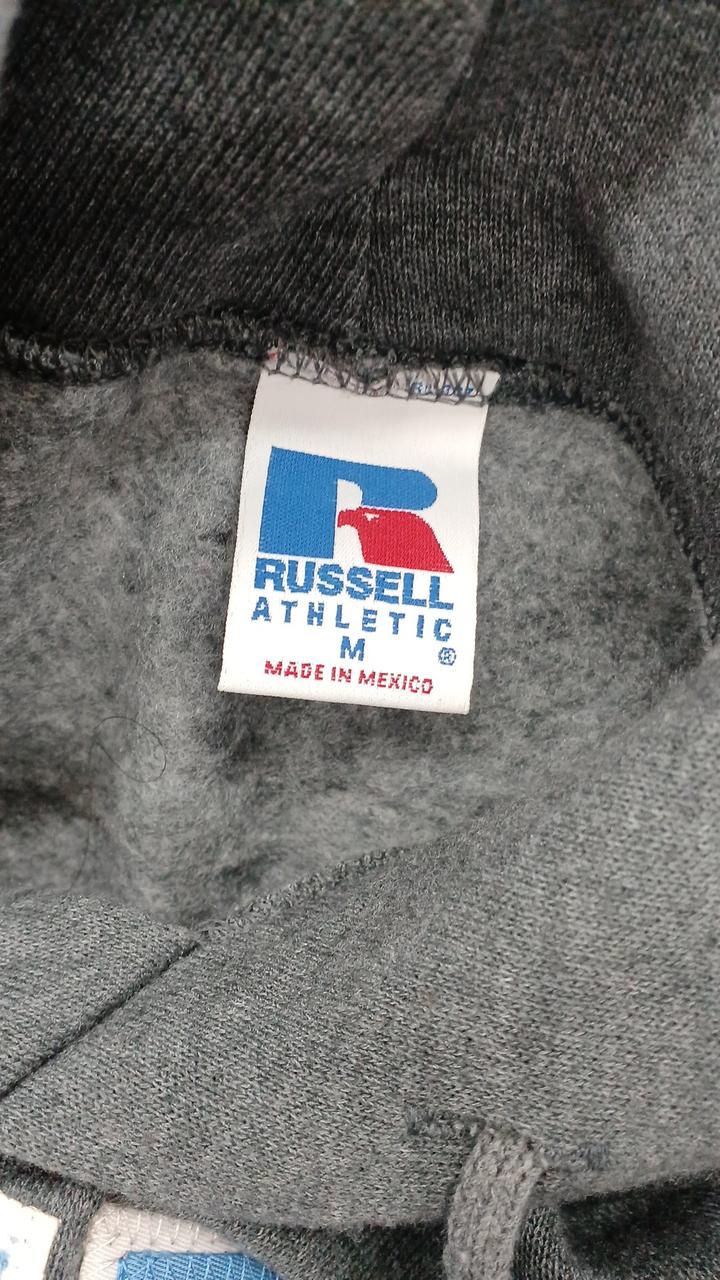 RUSSELL
ATHLETIC
M ®
MADE IN MEXICO